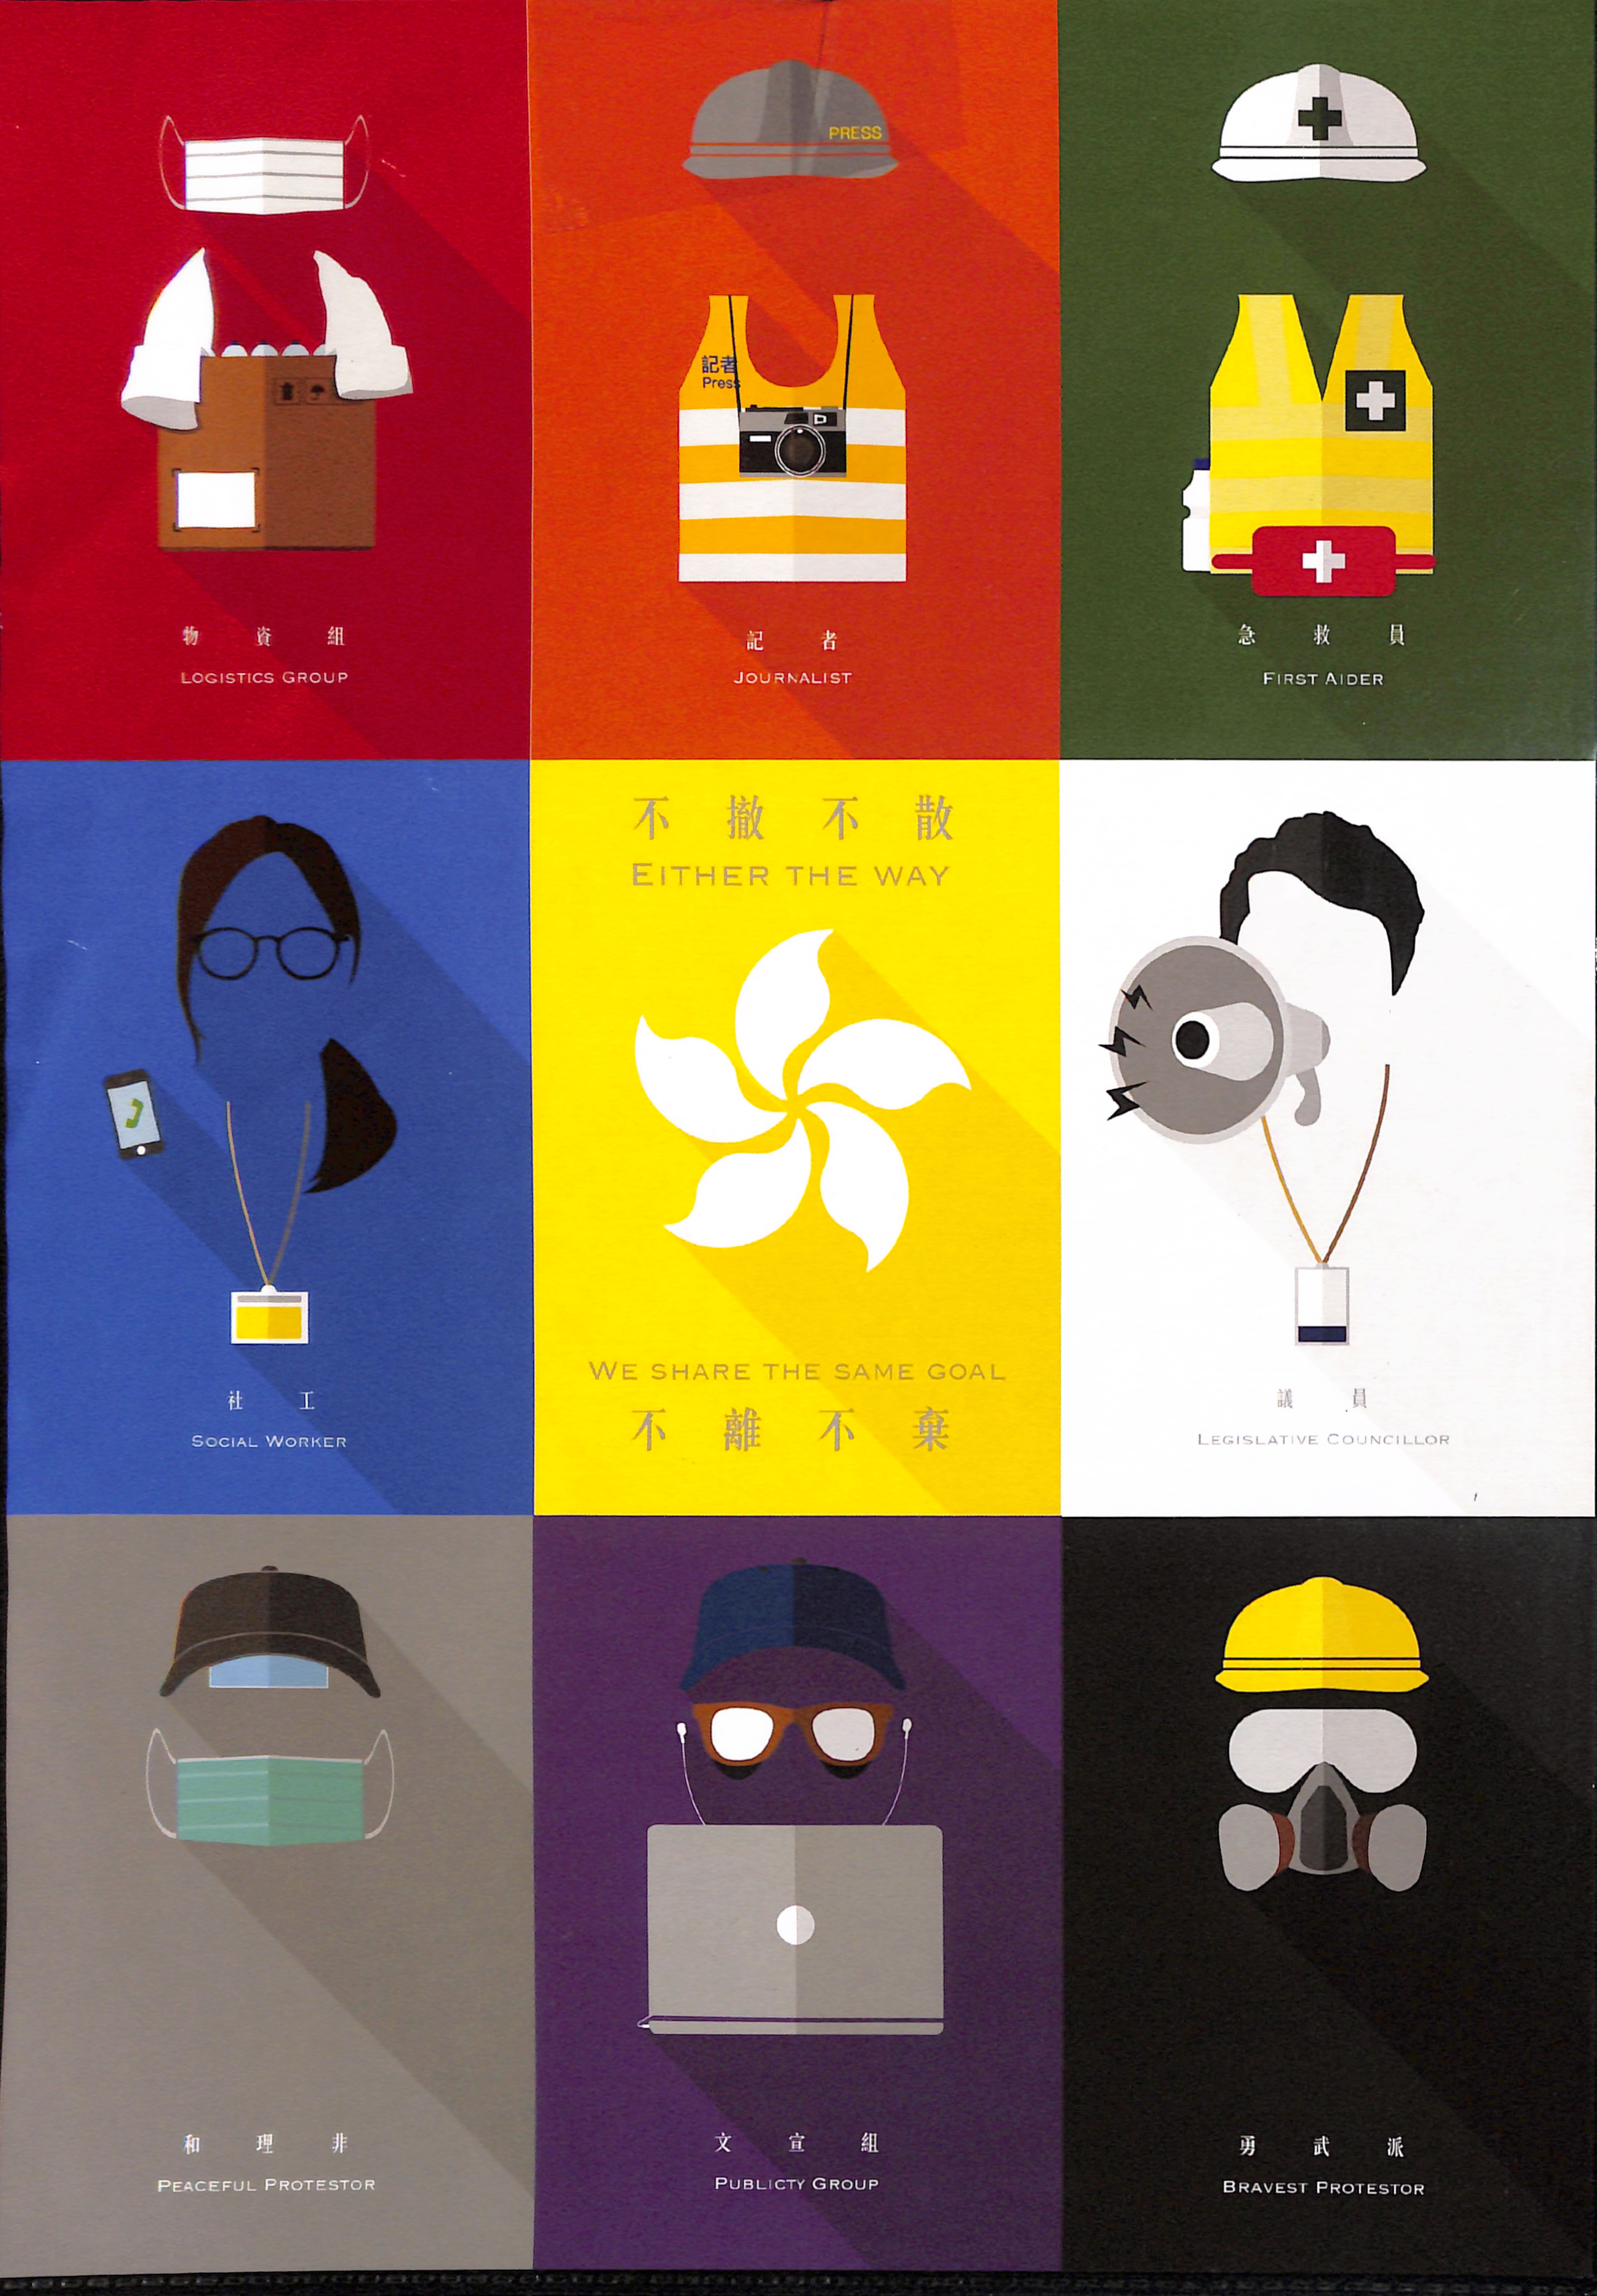 PRESS
記者
Press
物資組
LOGISTICS GROUP
記者
JOURNALIST
急救員
FIRST AIDER
不撤不散
EITHER THE WAY
WE SHARE THE SAME GOAL
不離不棄
社工
SOCIAL WORKER
議員
LEGISLATIVE COUNCILLOR
和理非
PEACEFUL PROTESTOR
文宣組
PUBLICTY GROUP
勇武派
BRAVEST PROTESTOR